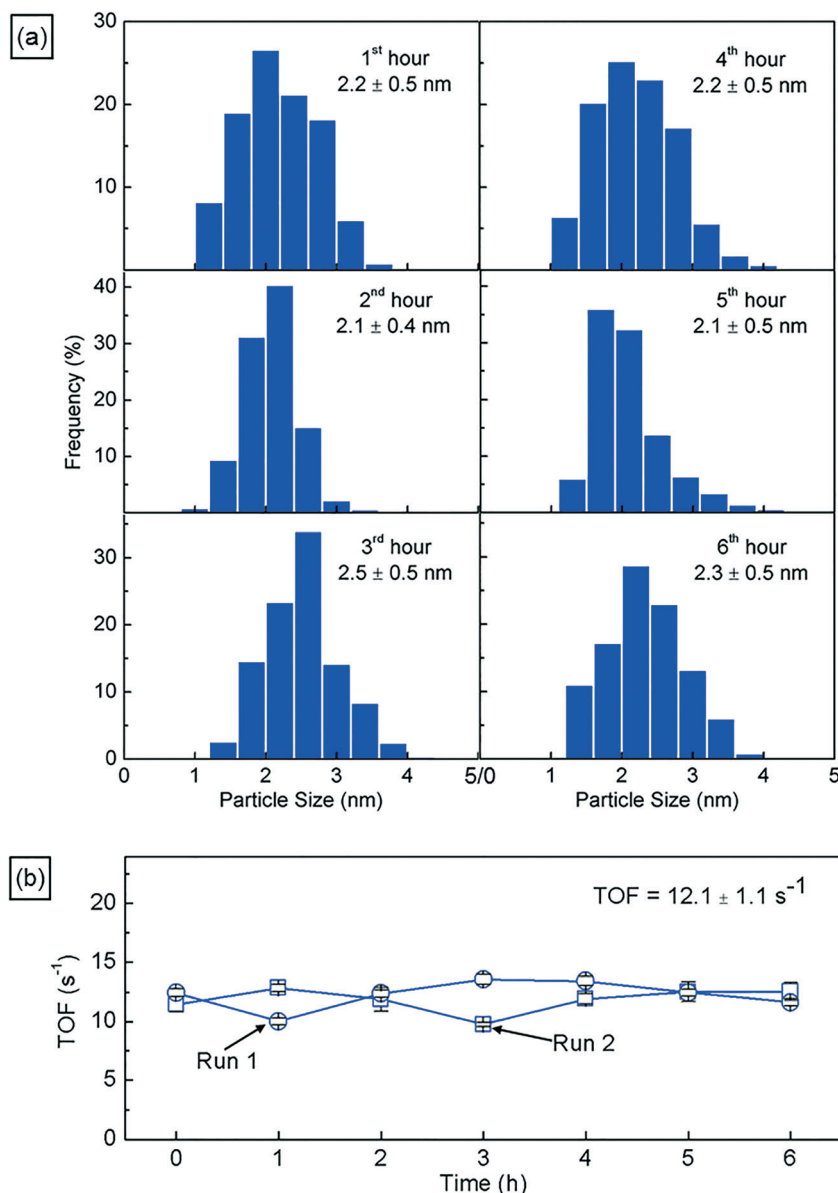 (a)
30
20
10
1st hour
2.2 ± 0.5 nm
4th hour
2.2 ± 0.5 nm
40
30
20
10
2nd hour
2.1 ± 0.4 nm
5th hour
2.1 ± 0.5 nm
Frequency (%)
30
20
10
0
3rd hour
2.5 ± 0.5 nm
6th hour
2.3 ± 0.5 nm
0 1 2 3 4 5/0 1 2 3 4 5
Particle Size (nm) Particle Size (nm)
(b)
TOF = 12.1 ± 1.1 s-1
20
15
10
5
0
TOF (s-1)
Run 1
Run 2
0 1 2 3 4 5 6
Time (h)